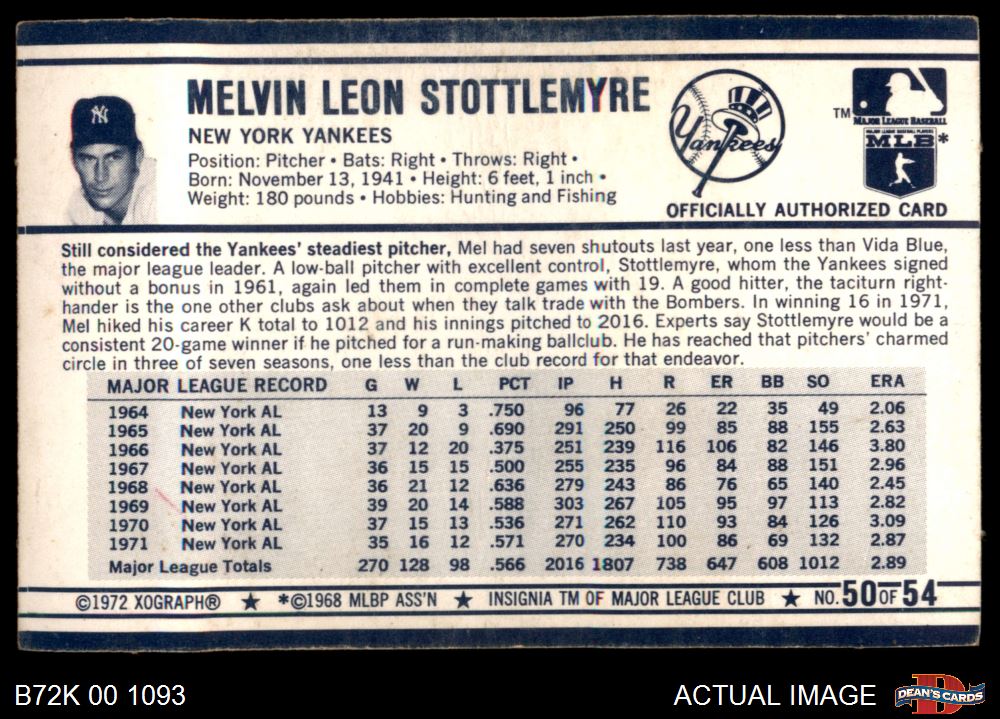 MELVIN LEON STOTTLEMYRE
NEW YORK YANKEES
Position: Pitcher • Bats: Right • Throws: Right •
Born: November 13, 1941 • Height: 6 feet, 1 inch •
Weight: 180 pounds • Hobbies: Hunting and Fishing
NY
Yankees
TM
MAJOR LEAGUE BASEBALL
MAJOR LEAGUE BASEBALL PLAYERS
MLB*
OFFICIALLY AUTHORIZED CARD
Still considered the Yankees' steadiest pitcher, Mel had seven shutouts last year, one less than Vida Blue,
the major league leader. A low-ball pitcher with excellent control, Stottlemyre, whom the Yankees signed
without a bonus in 1961, again led them in complete games with 19. A good hitter, the taciturn right-
hander is the one other clubs ask about when they talk trade with the Bombers. In winning 16 in 1971,
Mel hiked his career K total to 1012 and his innings pitched to 2016. Experts say Stottlemyre would be a
consistent 20-game winner if he pitched for a run-making ballclub. He has reached that pitchers' charmed
circle in three of seven seasons, one less than the club record for that endeavor.
MAJOR LEAGUE RECORD G W L PCT IP H R ER BB SO ERA
1964 New York AL 13 9 3 .750 96 77 26 22 35 49 2.06
1965 New York AL 37 20 9 .690 291 250 99 85 88 155 2.63
1966 New York AL 37 12 20 .375 251 239 116 106 82 146 3.80
1967 New York AL 36 15 15 .500 255 235 96 84 88 151 2.96
1968 New York AL 36 21 12 .636 279 243 86 76 65 140 2.45
1969 New York AL 39 20 14 .588 303 267 105 95 97 113 2.82
1970 New York AL 37 15 13 .536 271 262 110 93 84 126 3.09
1971 New York AL 35 16 12 .571 270 234 100 86 69 132 2.87
Major League Totals 270 128 98 .566 2016 1807 738 647 608 1012 2.89
©1972 XOGRAPH® ★ *©1968 MLBP ASS'N ★ INSIGNIA TM OF MAJOR LEAGUE CLUB ★ NO. 50 OF 54
B72K 00 1093
ACTUAL IMAGE
D
DEAN'S CARDS